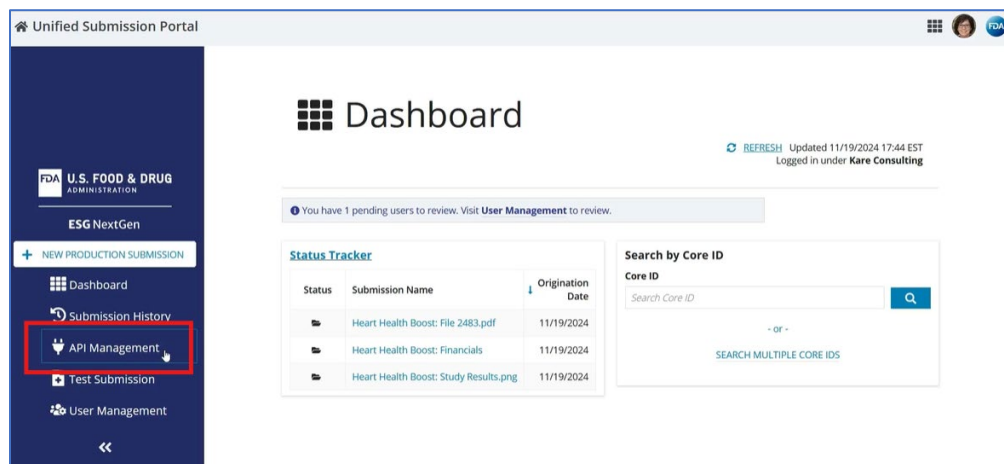 Unified Submission Portal
FDA
FDA U.S. FOOD & DRUG
ADMINISTRATION
ESG NextGen
+ NEW PRODUCTION SUBMISSION
Dashboard
Submission History
API Management
Test Submission
User Management
Dashboard
REFRESH Updated 11/19/2024 17:44 EST
Logged in under Kare Consulting
You have 1 pending users to review. Visit User Management to review.
Status Tracker
Status Submission Name ↓ Origination
Date
Heart Health Boost: File 2483.pdf 11/19/2024
Heart Health Boost: Financials 11/19/2024
Heart Health Boost: Study Results.png 11/19/2024
Search by Core ID
Core ID
Search Core ID
- or -
SEARCH MULTIPLE CORE IDS